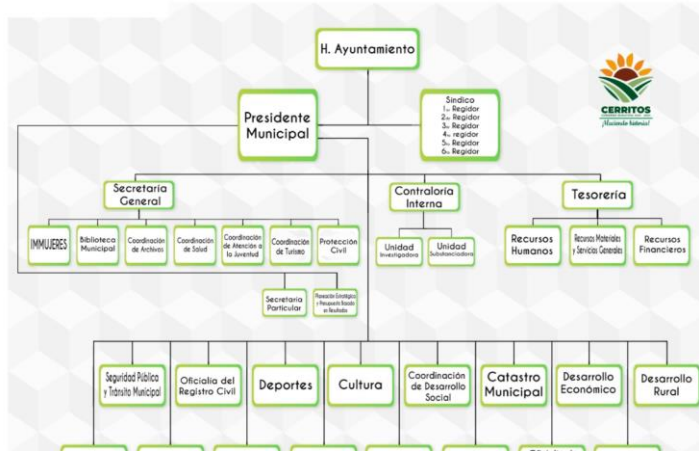 H. Ayuntamiento
CERRITOS
¡Haciendo historia!
Presidente
Municipal
Síndico
1er Regidor
2do Regidor
3er Regidor
4to regidor
5to Regidor
6to Regidor
Secretaría
General
Contraloría
Interna
Tesorería
IMMUJERES
Biblioteca
Municipal
Coordinación
de Archivos
Coordinación
de Salud
Coordinación
de Atención a
la Juventud
Coordinación
de Turismo
Protección
Civil
Unidad
Investigadora
Unidad
Substanciadora
Recursos
Humanos
Recursos Materiales
y Servicios Generales
Recursos
Financieros
Secretaria
Particular
Planeación Estratégica
y Presupuesto Basado
en Resultados
Seguridad Pública
y Tránsito Municipal
Oficialia del
Registro Civil
Deportes
Cultura
Coordinación
de Desarrollo
Social
Catastro
Municipal
Desarrollo
Económico
Desarrollo
Rural